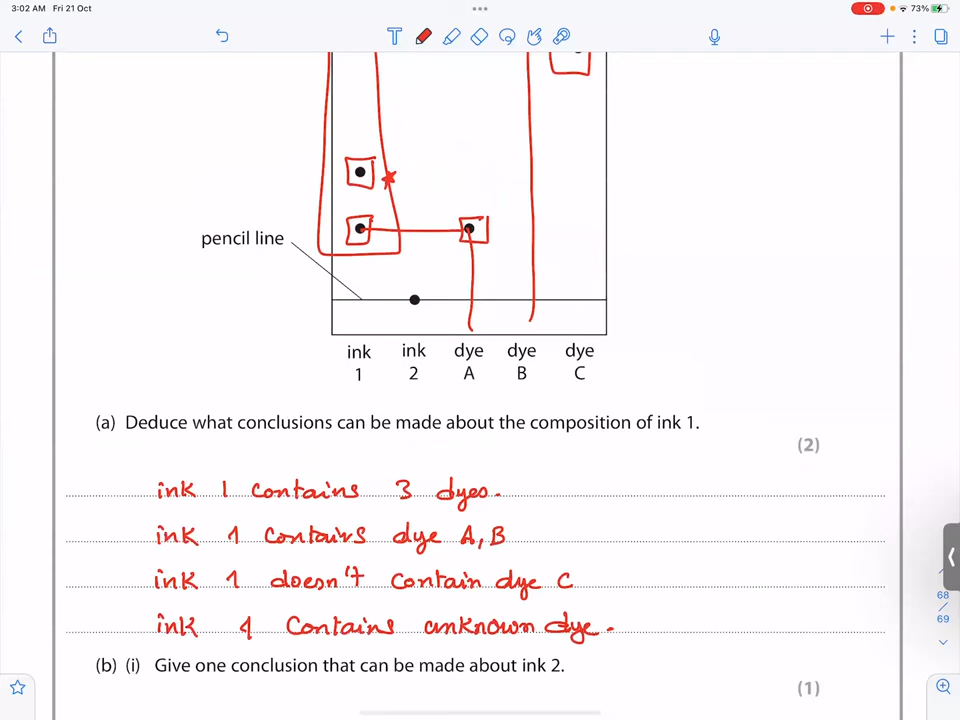 3:02 AM Fri 21 Oct
73%
pencil line
ink ink dye dye dye
1 2 A B C
(a) Deduce what conclusions can be made about the composition of ink 1.
(2)
ink 1 contains 3 dyes.
ink 1 contains dye A, B
ink 1 doesn't contain dye C
ink 1 contains unknown dye.
68
/
69
(b) (i) Give one conclusion that can be made about ink 2.
(1)